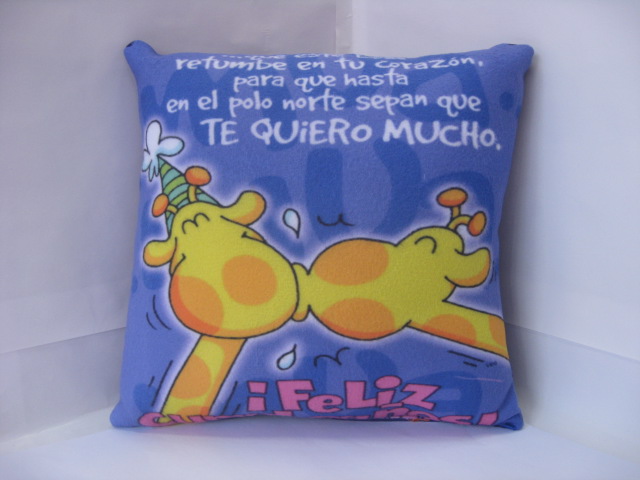 retumbe en tu corazón,
para que hasta
en el polo norte sepan que
TE QUiERO MUCHO.
¡FeLiZ